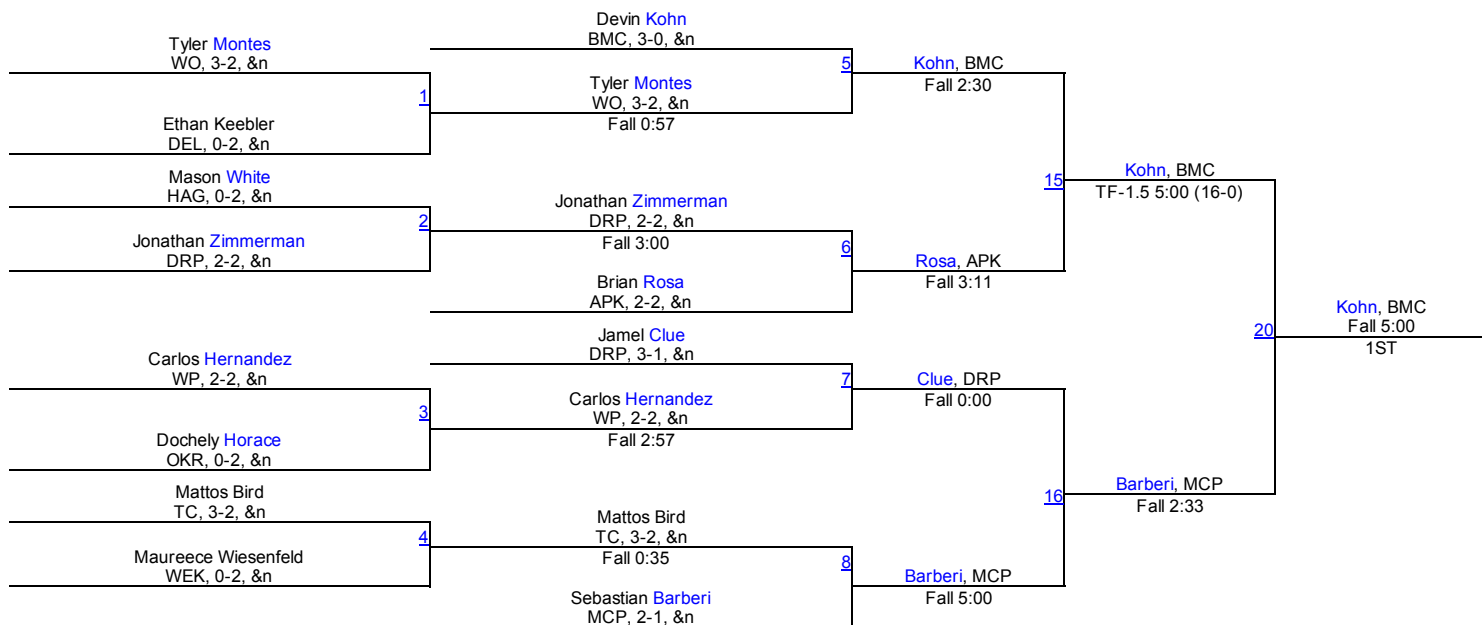 Tyler Montes
WO, 3-2, &n
1
Ethan Keebler
DEL, 0-2, &n
Mason White
HAG, 0-2, &n
2
Jonathan Zimmerman
DRP, 2-2, &n
Carlos Hernandez
WP, 2-2, &n
3
Dochely Horace
OKR, 0-2, &n
Mattos Bird
TC, 3-2, &n
4
Maureece Wiesenfeld
WEK, 0-2, &n
Devin Kohn
BMC, 3-0, &n
5
Tyler Montes
WO, 3-2, &n
Fall 0:57
Jonathan Zimmerman
DRP, 2-2, &n
Fall 3:00
6
Brian Rosa
APK, 2-2, &n
Jamel Clue
DRP, 3-1, &n
7
Carlos Hernandez
WP, 2-2, &n
Fall 2:57
Mattos Bird
TC, 3-2, &n
Fall 0:35
8
Sebastian Barberi
MCP, 2-1, &n
Kohn, BMC
Fall 2:30
15
Rosa, APK
Fall 3:11
Clue, DRP
Fall 0:00
16
Barberi, MCP
Fall 5:00
Kohn, BMC
TF-1.5 5:00 (16-0)
20
Barberi, MCP
Fall 2:33
Kohn, BMC
Fall 5:00
1ST